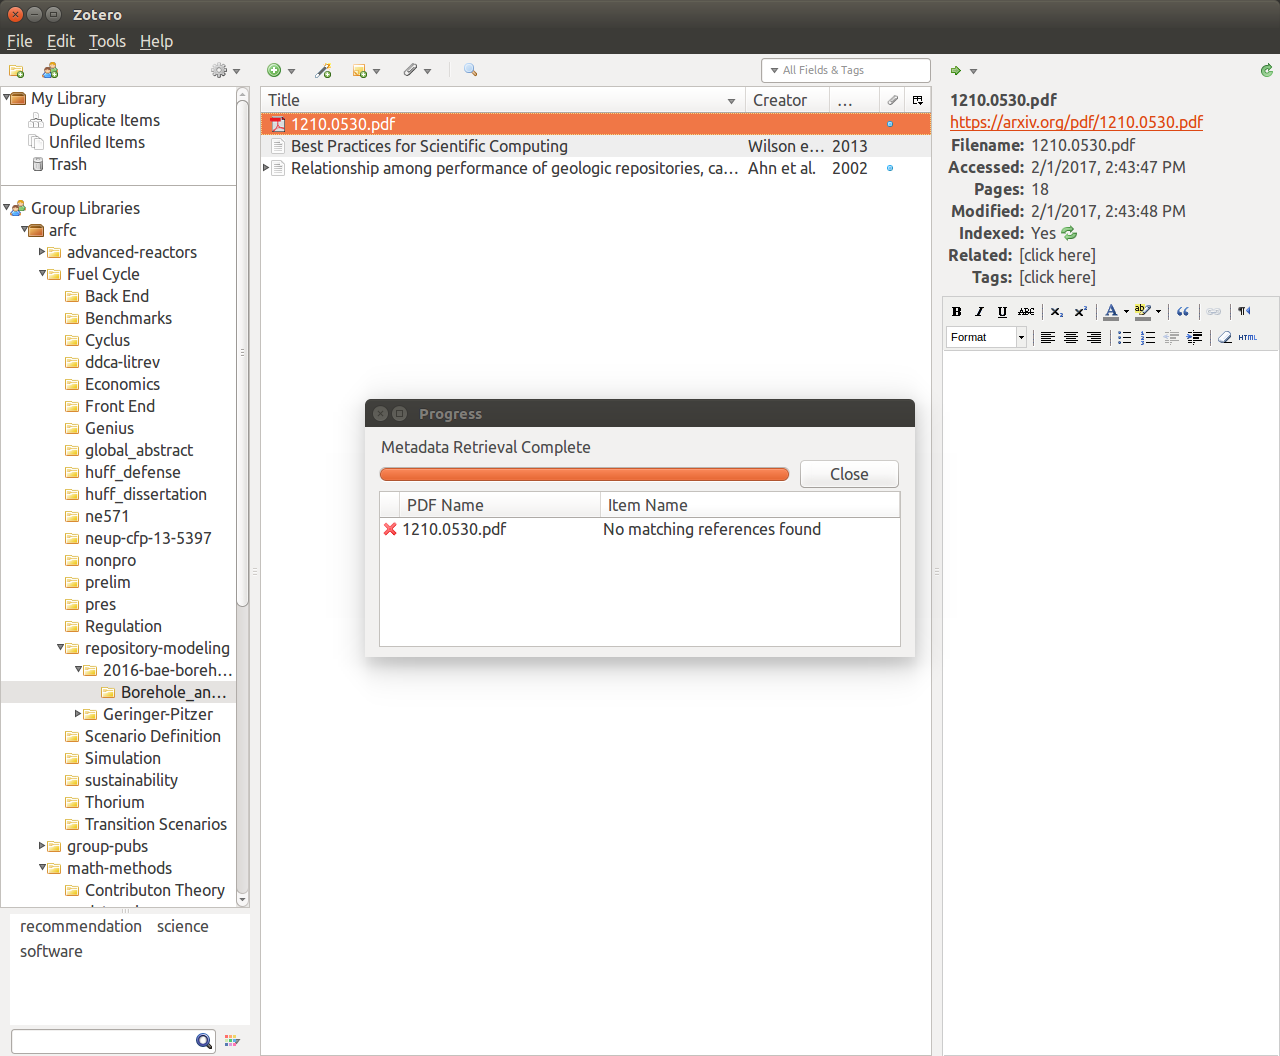 Zotero
File Edit Tools Help
All Fields & Tags
My Library
Duplicate Items
Unfiled Items
Trash
Group Libraries
arfc
advanced-reactors
Fuel Cycle
Back End
Benchmarks
Cyclus
ddca-litrev
Economics
Front End
Genius
global_abstract
huff_defense
huff_dissertation
ne571
neup-cfp-13-5397
nonpro
prelim
pres
Regulation
repository-modeling
2016-bae-boreh...
Borehole_an...
Geringer-Pitzer
Scenario Definition
Simulation
sustainability
Thorium
Transition Scenarios
group-pubs
math-methods
Contributon Theory
recommendation science
software
Title Creator ...
1210.0530.pdf
Best Practices for Scientific Computing Wilson e... 2013
Relationship among performance of geologic repositories, ca... Ahn et al. 2002
Progress
Metadata Retrieval Complete
Close
PDF Name Item Name
1210.0530.pdf No matching references found
1210.0530.pdf
https://arxiv.org/pdf/1210.0530.pdf
Filename: 1210.0530.pdf
Accessed: 2/1/2017, 2:43:47 PM
Pages: 18
Modified: 2/1/2017, 2:43:48 PM
Indexed: Yes
Related: [click here]
Tags: [click here]
B I U ABC X₂ X² A ab
Format HTML